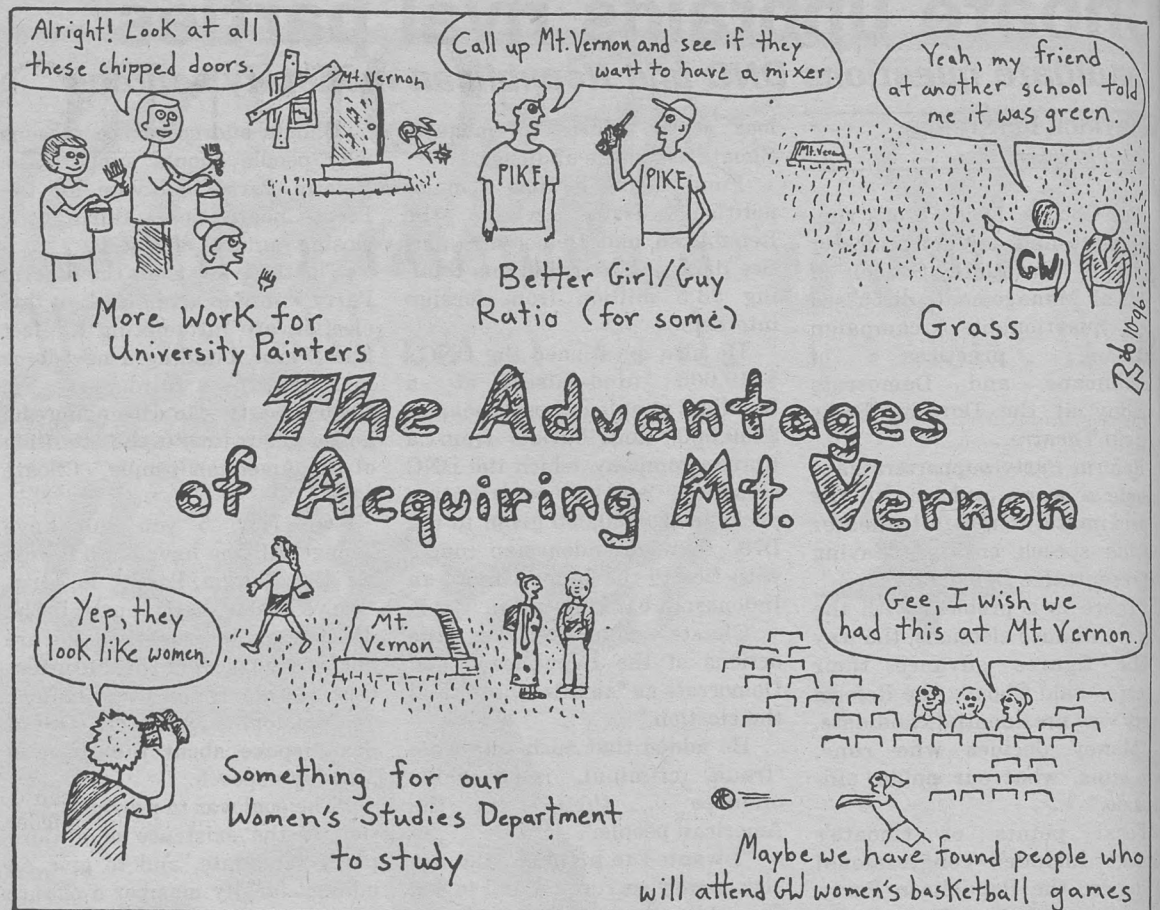 Alright! Look at all
these chipped doors.
Mt. Vernon
More Work for
University Painters
Call up Mt. Vernon and see if they
want to have a mixer.
PIKE
PIKE
Better Girl/Guy
Ratio (for some)
Yeah, my friend
at another school told
me it was green.
Mt. Vernon
GW
Grass
Rob 10-96
The Advantages
of Acquiring Mt. Vernon
Yep, they
look like women.
Mt.
Vernon
Something for our
Women's Studies Department
to study
Gee, I wish we
had this at Mt. Vernon.
Maybe we have found people who
will attend GW women's basketball games